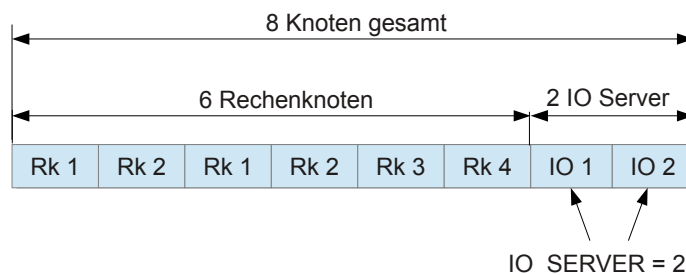 8 Knoten gesamt
6 Rechenknoten 2 IO Server
Rk 1 Rk 2 Rk 1 Rk 2 Rk 3 Rk 4 IO 1 IO 2
IO_SERVER = 2